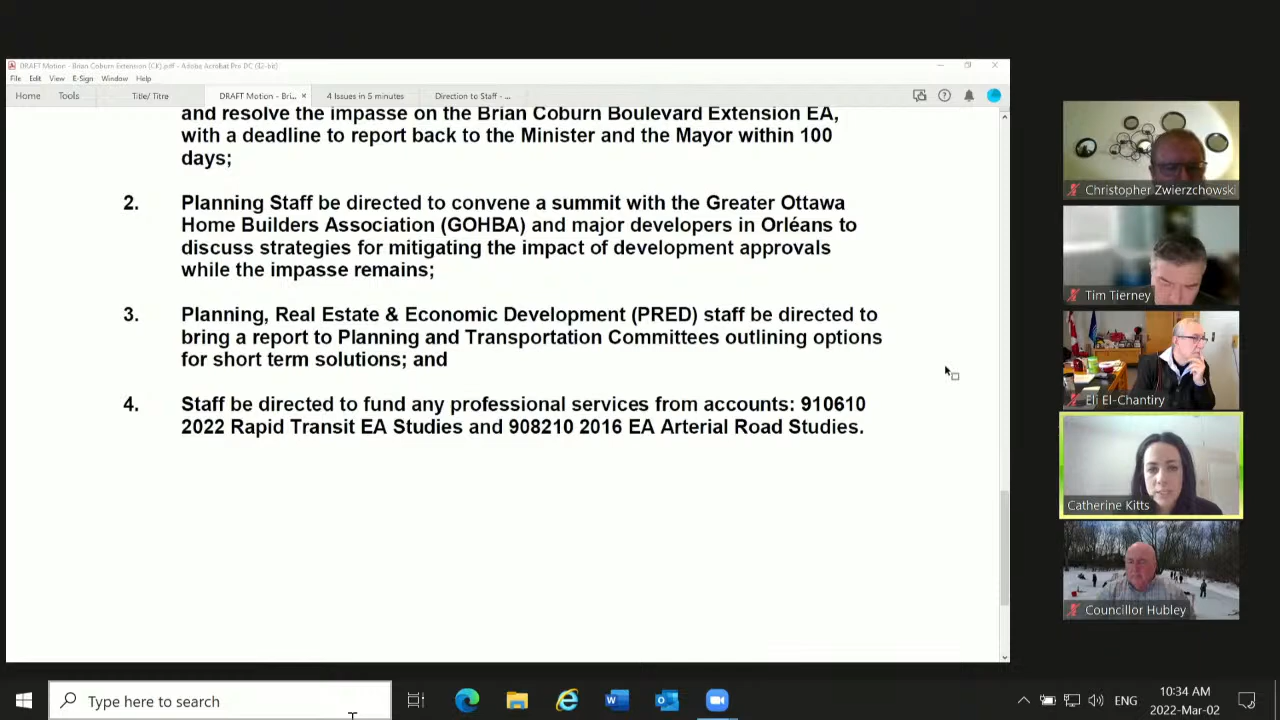 DRAFT Motion - Brian Coburn Extension (CK).pdf - Adobe Acrobat Pro DC (32-bit)
File Edit View E-Sign Window Help
Home Tools Title/ Titre DRAFT Motion - Bri... × 4 Issues in 5 minutes Direction to Staff - ...
and resolve the impasse on the Brian Coburn Boulevard Extension EA,
with a deadline to report back to the Minister and the Mayor within 100
days;
2. Planning Staff be directed to convene a summit with the Greater Ottawa
Home Builders Association (GOHBA) and major developers in Orléans to
discuss strategies for mitigating the impact of development approvals
while the impasse remains;
3. Planning, Real Estate & Economic Development (PRED) staff be directed to
bring a report to Planning and Transportation Committees outlining options
for short term solutions; and
4. Staff be directed to fund any professional services from accounts: 910610
2022 Rapid Transit EA Studies and 908210 2016 EA Arterial Road Studies.
Christopher Zwierzchowski
Tim Tierney
Eli El-Chantiry
Catherine Kitts
Councillor Hubley
Type here to search
ENG
10:34 AM
2022-Mar-02